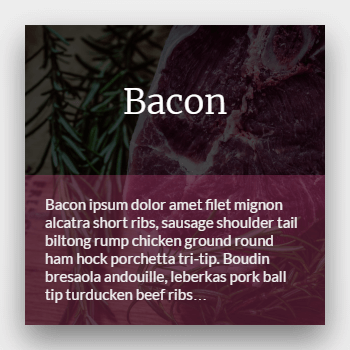 Bacon
Bacon ipsum dolor amet filet mignon
alcatra short ribs, sausage shoulder tail
biltong rump chicken ground round
ham hock porchetta tri-tip. Boudin
bresaola andouille, leberkas pork ball
tip turducken beef ribs…